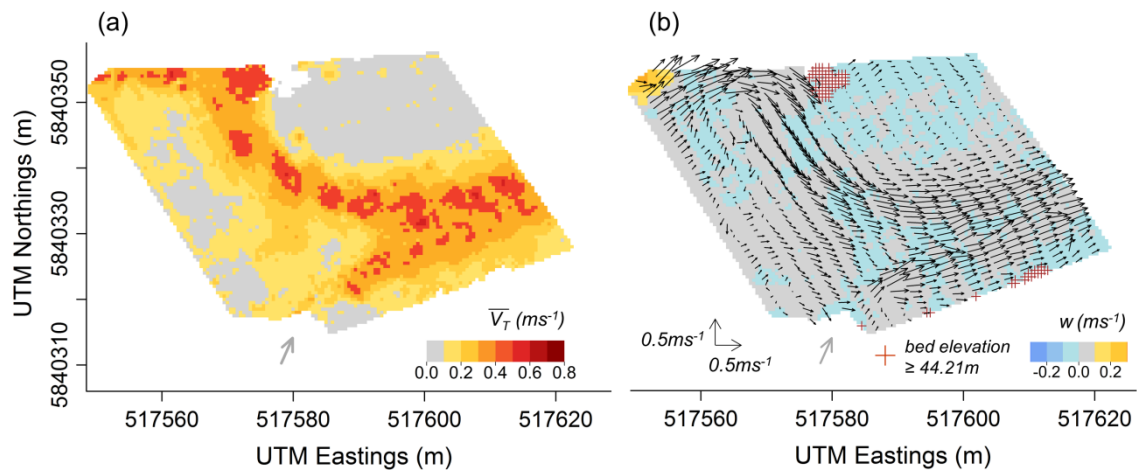 (a)
(b)
UTM Northings (m)
5840310 5840330 5840350
V_T (ms⁻¹)
0.0 0.2 0.4 0.6 0.8
517560 517580 517600 517620
UTM Eastings (m)
0.5ms⁻¹
0.5ms⁻¹
bed elevation
≥ 44.21m
w (ms⁻¹)
-0.2 0.0 0.2
517560 517580 517600 517620
UTM Eastings (m)